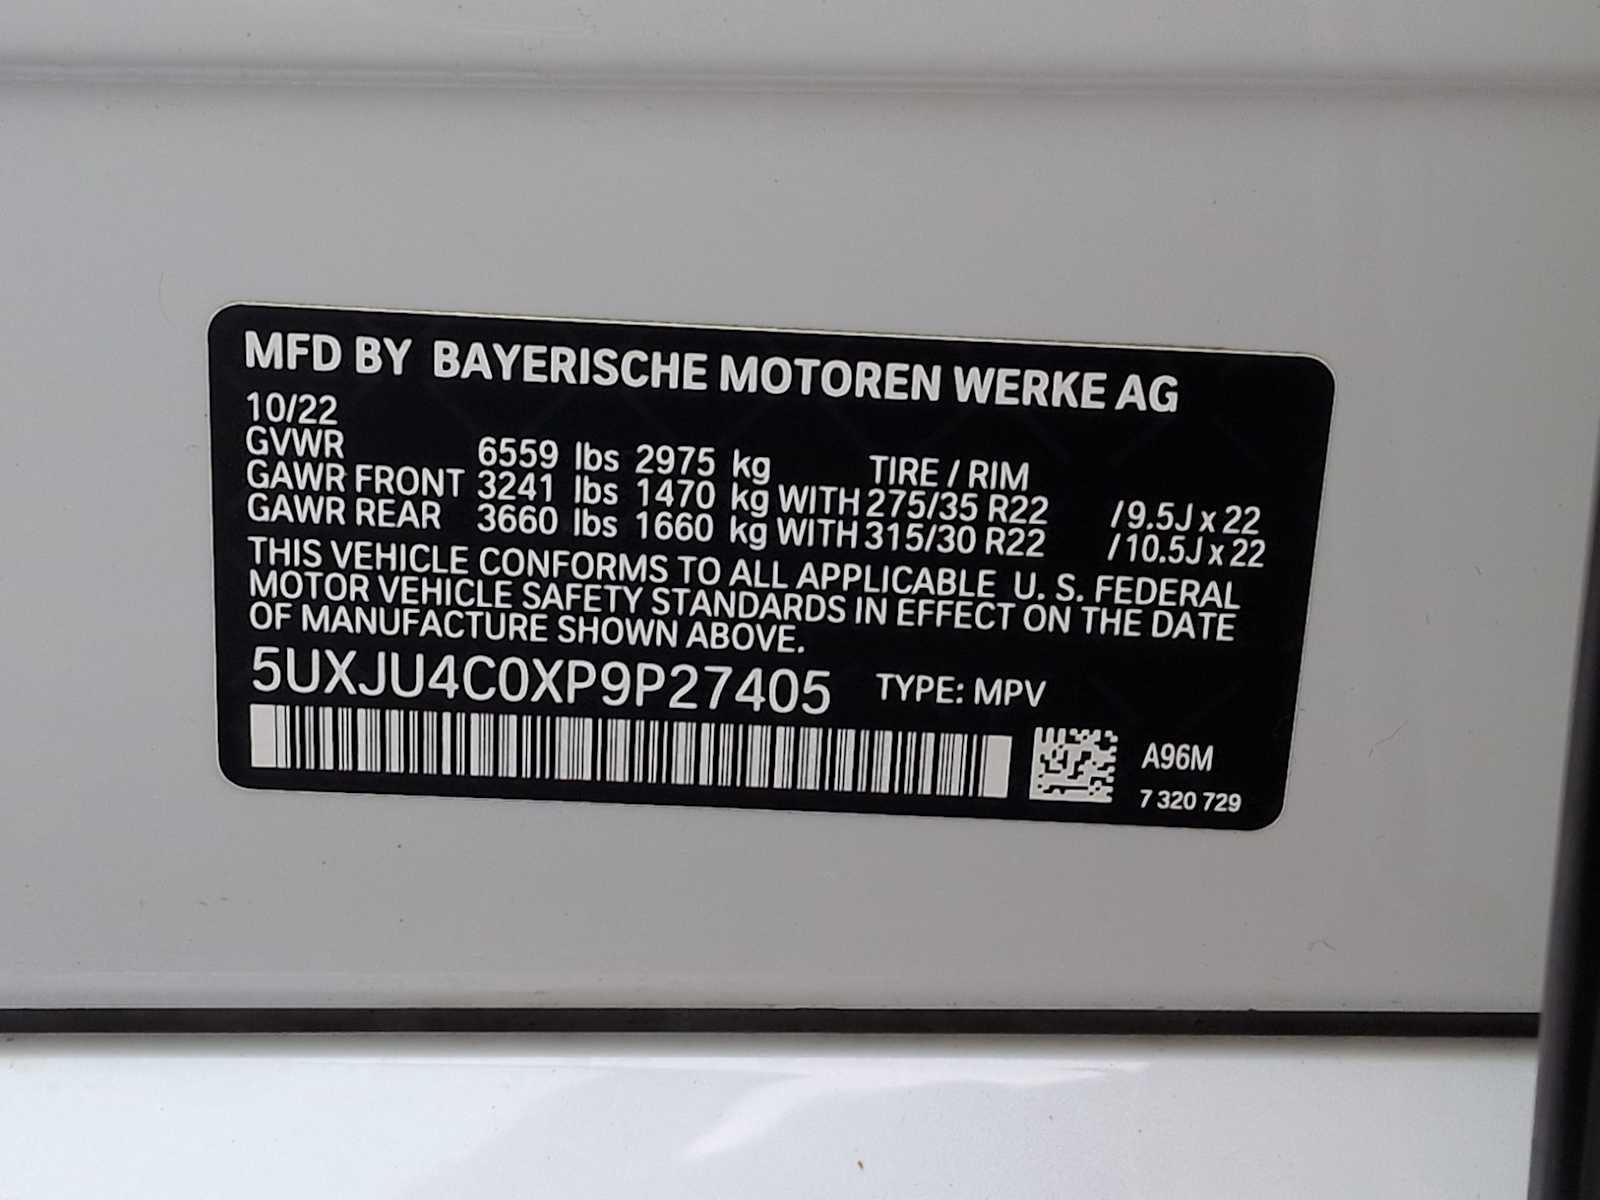 MFD BY BAYERISCHE MOTOREN WERKE AG
10/22
GVWR 6559 lbs 2975 kg TIRE / RIM
GAWR FRONT 3241 lbs 1470 kg WITH 275/35 R22 / 9.5J x 22
GAWR REAR 3660 lbs 1660 kg WITH 315/30 R22 / 10.5J x 22
THIS VEHICLE CONFORMS TO ALL APPLICABLE U. S. FEDERAL
MOTOR VEHICLE SAFETY STANDARDS IN EFFECT ON THE DATE
OF MANUFACTURE SHOWN ABOVE.
5UXJU4C0XP9P27405 TYPE: MPV
A96M
7 320 729